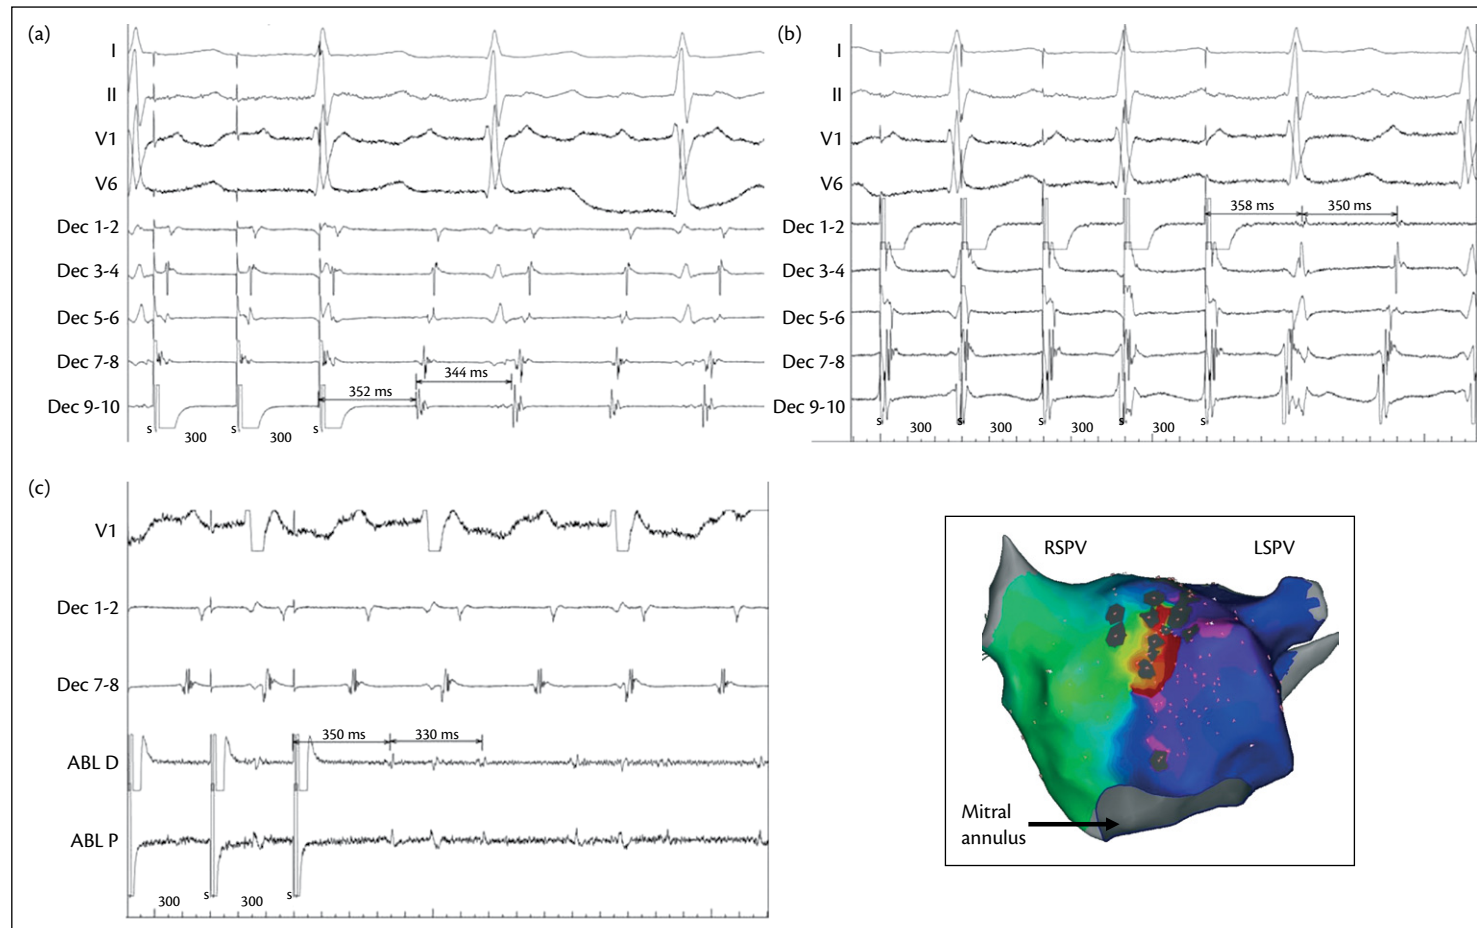 (a)
I
II
V1
V6
Dec 1-2
Dec 3-4
Dec 5-6
Dec 7-8
344 ms
352 ms
Dec 9-10
s s s
300 300
(b)
I
II
V1
V6
358 ms 350 ms
Dec 1-2
Dec 3-4
Dec 5-6
Dec 7-8
Dec 9-10
s s s s s
300 300 300 300
(c)
V1
Dec 1-2
Dec 7-8
350 ms 330 ms
ABL D
ABL P
s s
300 300
RSPV LSPV
Mitral
annulus